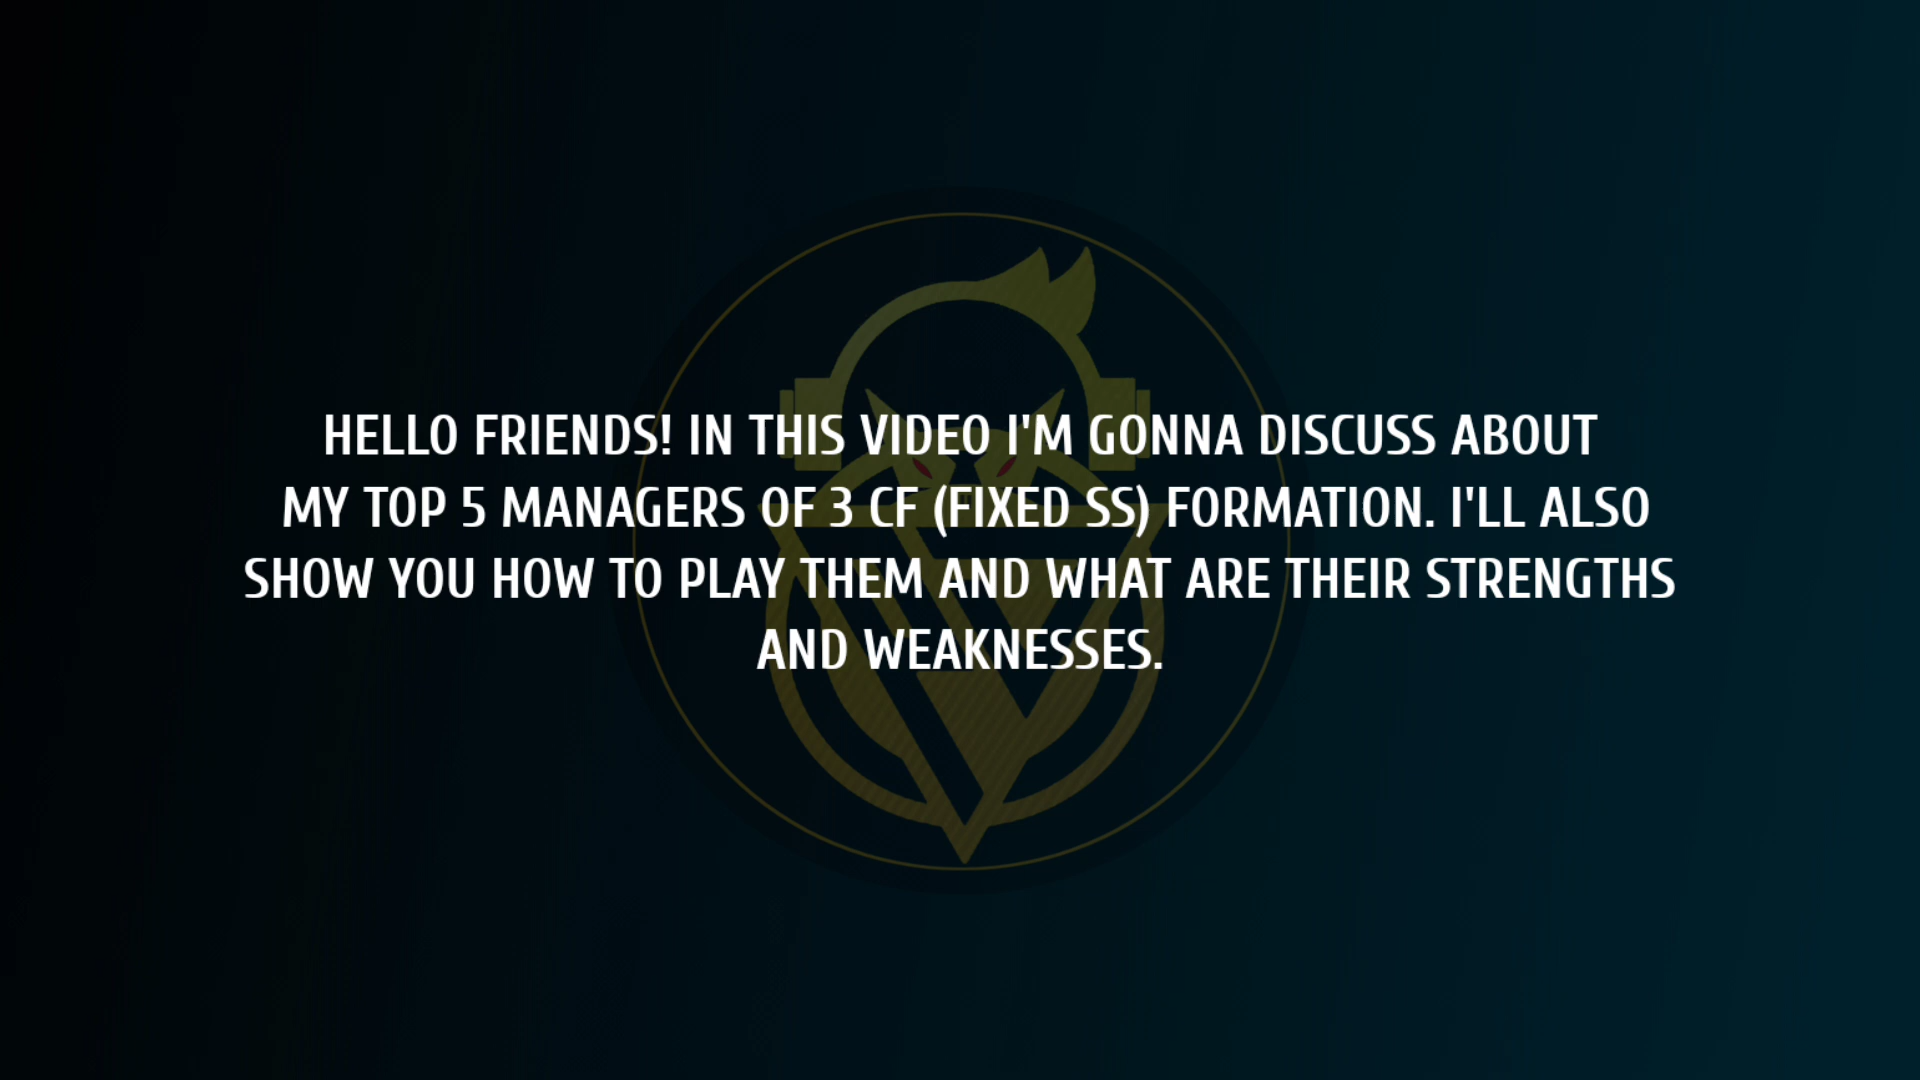 HELLO FRIENDS! IN THIS VIDEO I'M GONNA DISCUSS ABOUT
MY TOP 5 MANAGERS OF 3 CF (FIXED SS) FORMATION. I'LL ALSO
SHOW YOU HOW TO PLAY THEM AND WHAT ARE THEIR STRENGTHS
AND WEAKNESSES.